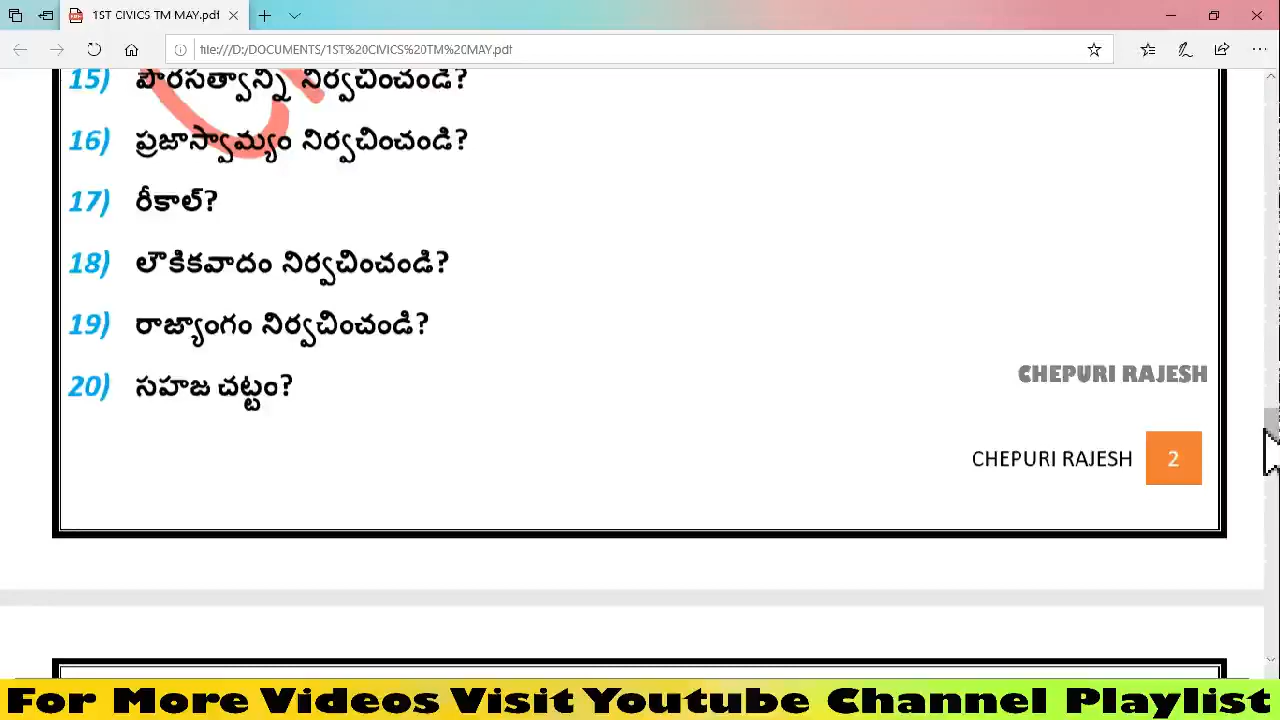 1ST CIVICS TM MAY.pdf
file:///D:/DOCUMENTS/1ST%20CIVICS%20TM%20MAY.pdf
15) పౌరసత్వాన్ని నిర్వచించండి?
16) ప్రజాస్వామ్యం నిర్వచించండి?
17) రీకాల్?
18) లౌకికవాదం నిర్వచించండి?
19) రాజ్యాంగం నిర్వచించండి?
20) సహజ చట్టం?
CHEPURI RAJESH
CHEPURI RAJESH 2
For More Videos Visit Youtube Channel Playlist